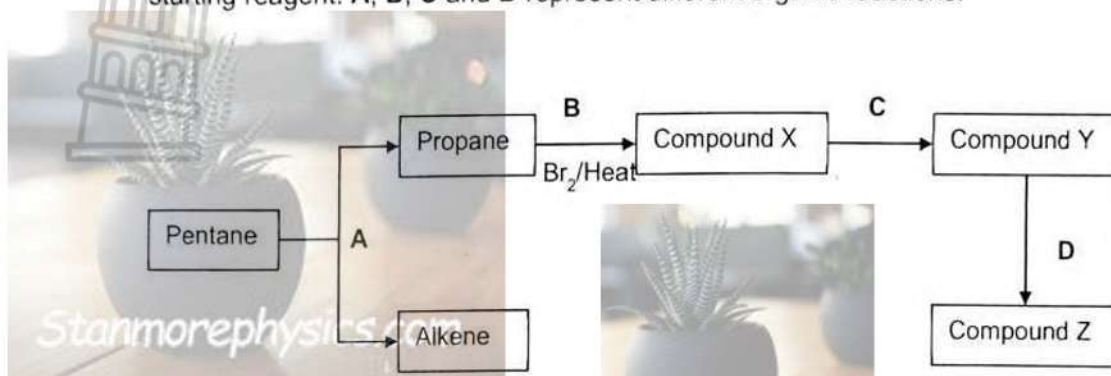 B
C
Propane
Compound X
Compound Y
Br₂/Heat
Pentane
A
D
Stanmorephysics.com
Alkene
Compound Z